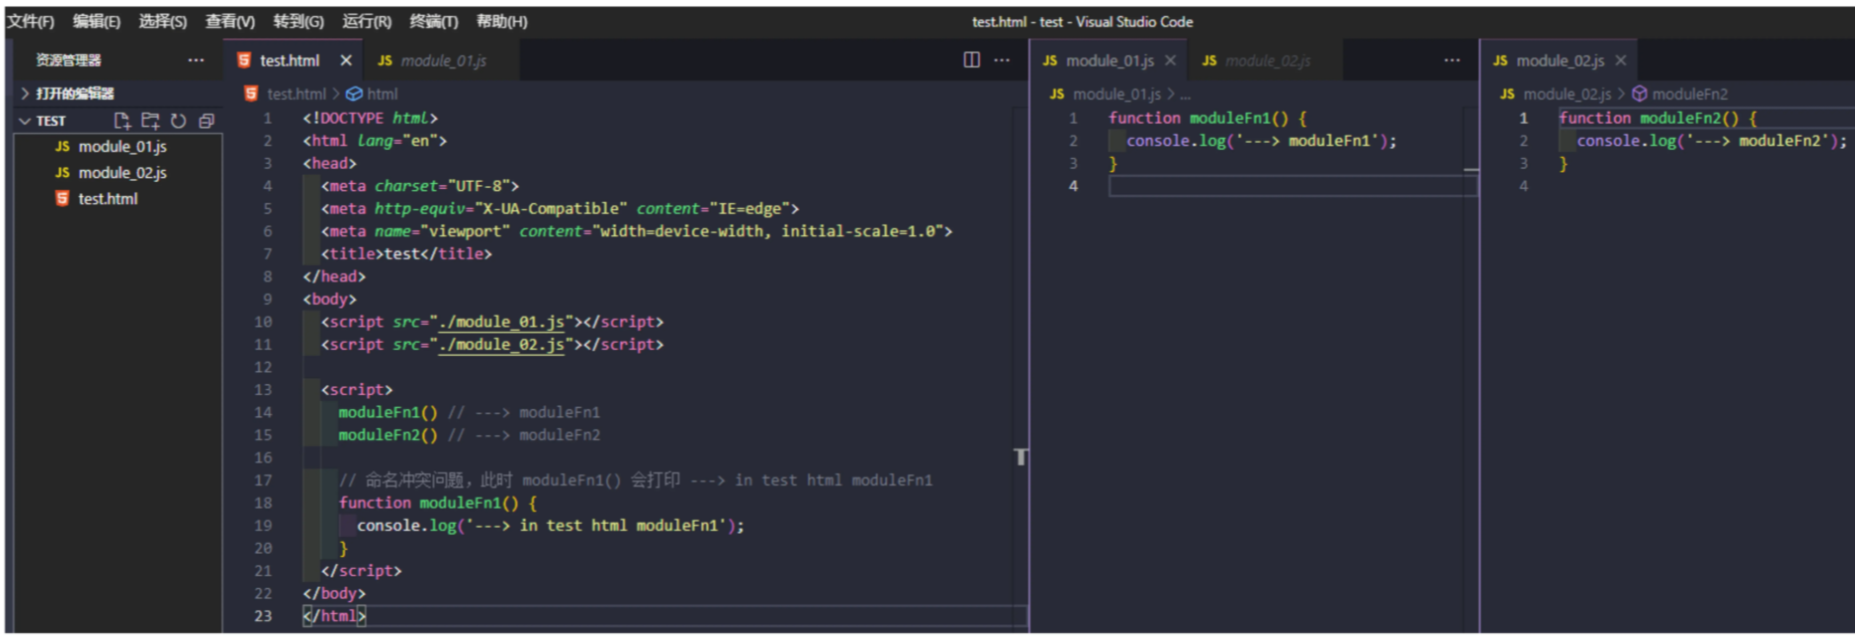 文件(F) 编辑(E) 选择(S) 查看(V) 转到(G) 运行(R) 终端(T) 帮助(H) test.html - test - Visual Studio Code
资源管理器 ···
打开的编辑器
TEST
JS module_01.js
JS module_02.js
test.html
test.html × JS module_01.js ···
test.html > html
1 <!DOCTYPE html>
2 <html lang="en">
3 <head>
4 <meta charset="UTF-8">
5 <meta http-equiv="X-UA-Compatible" content="IE=edge">
6 <meta name="viewport" content="width=device-width, initial-scale=1.0">
7 <title>test</title>
8 </head>
9 <body>
10 <script src="./module_01.js"></script>
11 <script src="./module_02.js"></script>
12
13 <script>
14 moduleFn1() // ---> moduleFn1
15 moduleFn2() // ---> moduleFn2
16
17 // 命名冲突问题，此时 moduleFn1() 会打印 ---> in test html moduleFn1
18 function moduleFn1() {
19 console.log('---> in test html moduleFn1');
20 }
21 </script>
22 </body>
23 </html>
JS module_01.js × JS module_02.js ···
JS module_01.js > ...
1 function moduleFn1() {
2 console.log('---> moduleFn1');
3 }
4
JS module_02.js ×
JS module_02.js > moduleFn2
1 function moduleFn2() {
2 console.log('---> moduleFn2');
3 }
4